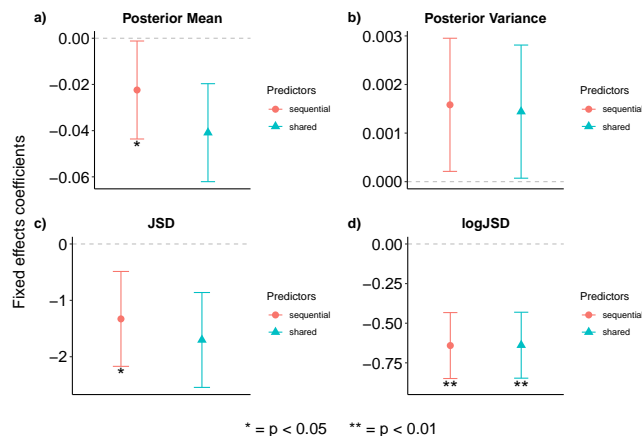 a) Posterior Mean
0.00
−0.02
−0.04
−0.06
*
Predictors
sequential
shared
b) Posterior Variance
0.003
0.002
0.001
0.000
Predictors
sequential
shared
Fixed effects coefficients
c) JSD
0
−1
−2
*
Predictors
sequential
shared
d) logJSD
0.00
−0.25
−0.50
−0.75
** **
Predictors
sequential
shared
* = p < 0.05 ** = p < 0.01